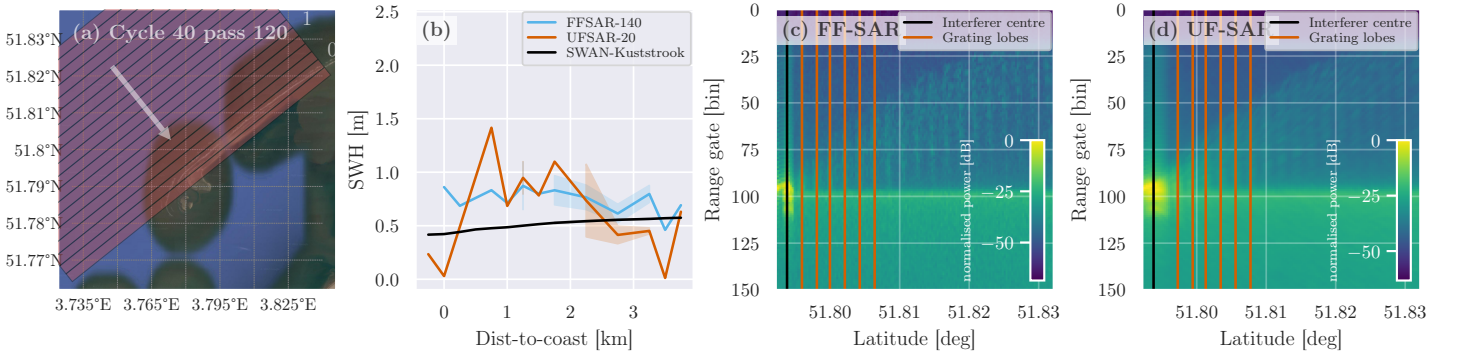 (a) Cycle 40 pass 120
1
0
51.83°N
51.82°N
51.81°N
51.8°N
51.79°N
51.78°N
51.77°N
3.735°E
3.765°E
3.795°E
3.825°E
(b)
FFSAR-140
UFSAR-20
SWAN-Kuststrook
SWH [m]
2.5
2.0
1.5
1.0
0.5
0.0
0
1
2
3
Dist-to-coast [km]
(c) FF-SAR
Interferer centre
Grating lobes
Range gate [bin]
0
25
50
75
100
125
150
51.80
51.81
51.82
51.83
Latitude [deg]
normalised power [dB]
0
−25
−50
(d) UF-SAR
Interferer centre
Grating lobes
Range gate [bin]
0
25
50
75
100
125
150
51.80
51.81
51.82
51.83
Latitude [deg]
normalised power [dB]
0
−25
−50